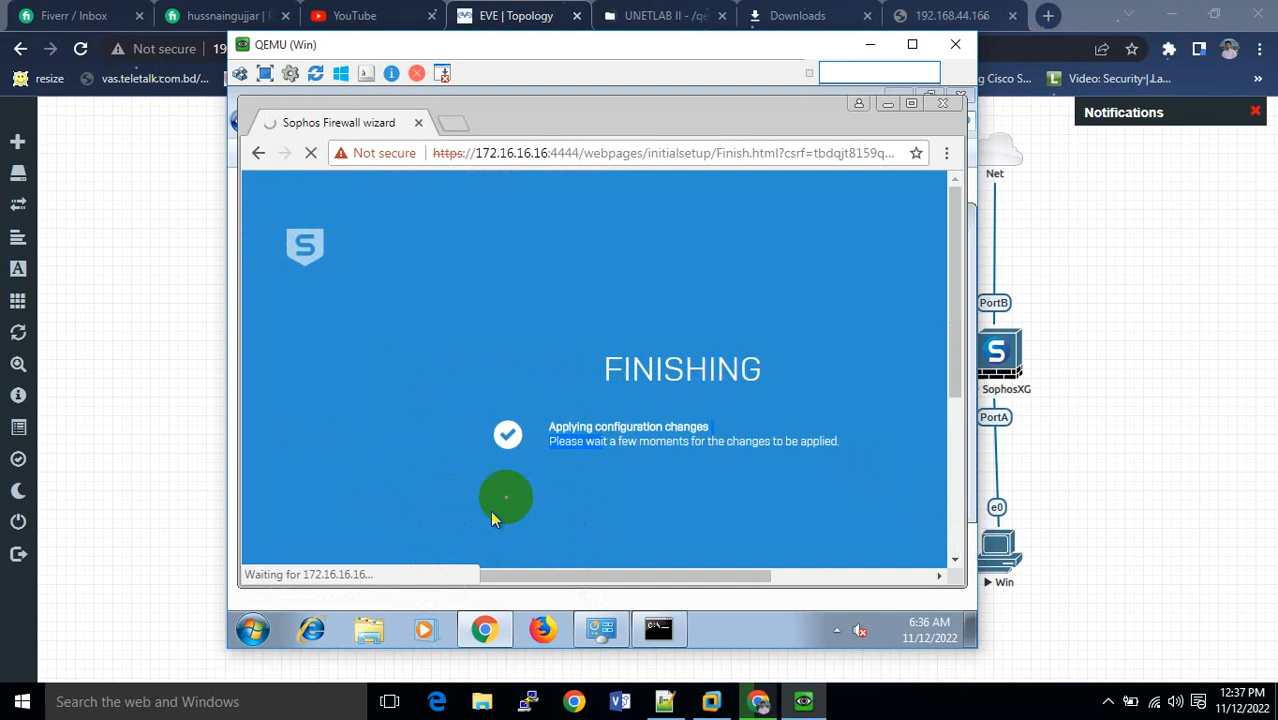 Fiverr / Inbox
hussnaingujjar |
YouTube
EVE | Topology
UNETLAB II - /q
Downloads
192.168.44.166
Not secure
19
resize
vas.teletalk.com.bd/...
g Cisco S...
Video: Security| La...
QEMU (Win)
Notifications
Sophos Firewall wizard
Not secure
https://172.16.16.16:4444/webpages/initialsetup/Finish.html?csrf=tbdqjt8159q...
S
FINISHING
Applying configuration changes
Please wait a few moments for the changes to be applied.
Waiting for 172.16.16.16...
Net
PortB
S
SophosXG
PortA
e0
Win
6:36 AM
11/12/2022
Search the web and Windows
12:37 PM
11/12/2022